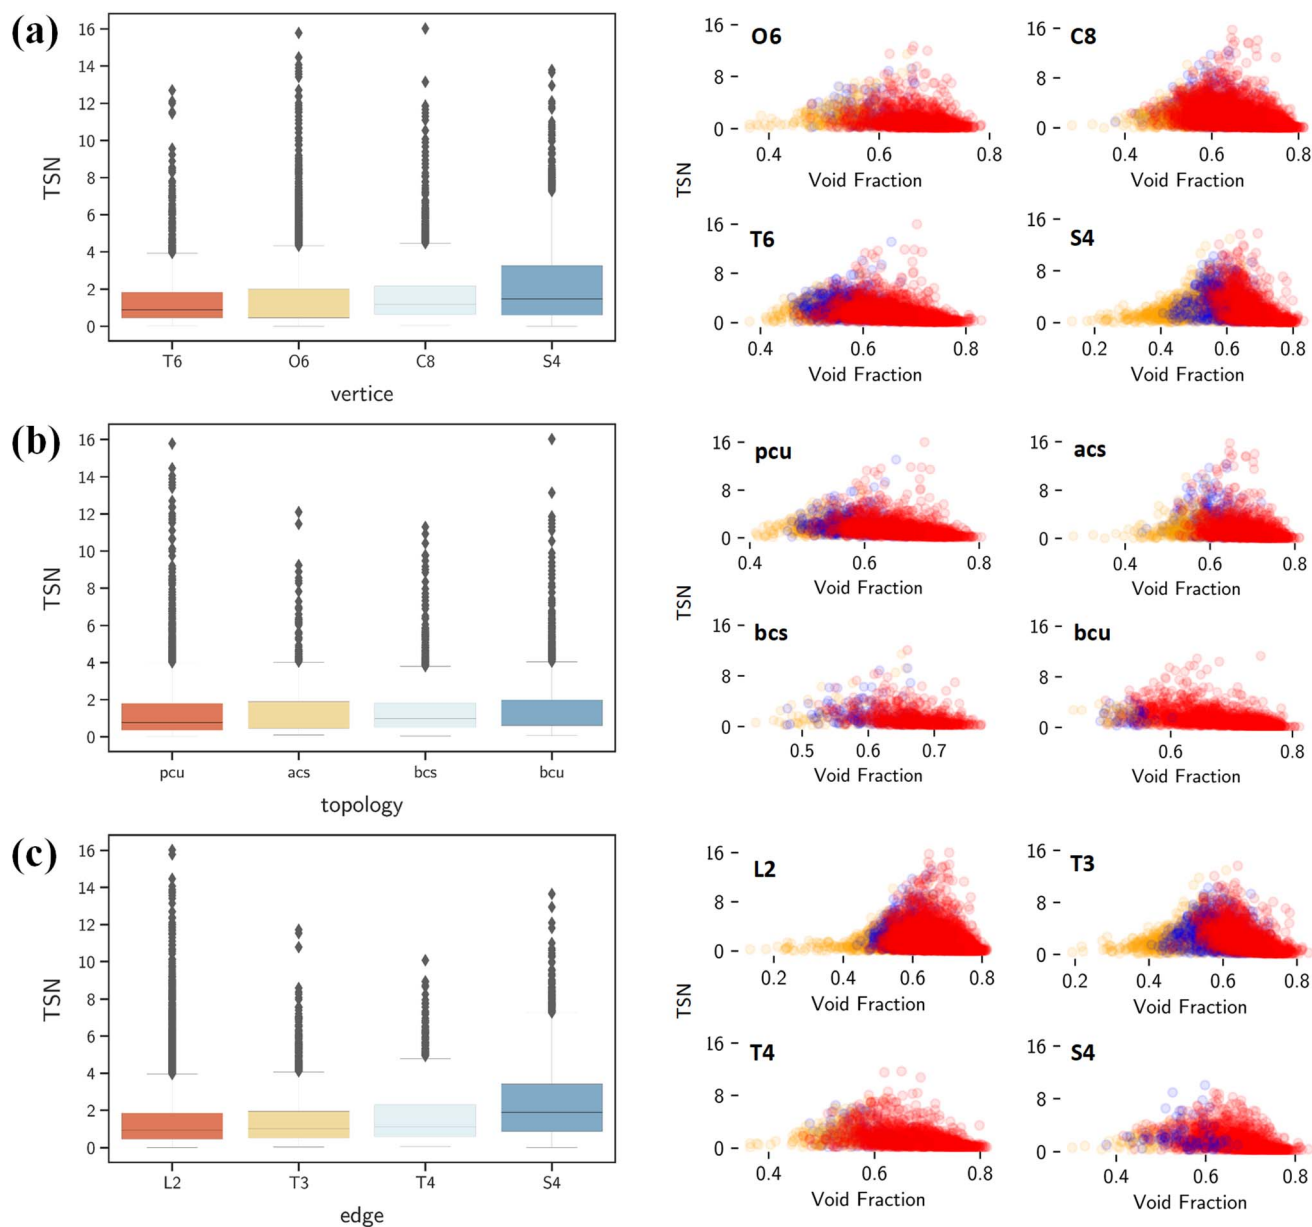 (a)
16
14
12
10
8
6
4
2
0
TSN
T6 O6 C8 S4
vertice
TSN
16
8
0
O6
0.4 0.6 0.8
Void Fraction
16
8
0
C8
0.4 0.6 0.8
Void Fraction
16
8
0
T6
0.4 0.6 0.8
Void Fraction
16
8
0
S4
0.2 0.4 0.6 0.8
Void Fraction
(b)
16
14
12
10
8
6
4
2
0
TSN
pcu acs bcs bcu
topology
TSN
16
8
0
pcu
0.4 0.6 0.8
Void Fraction
16
8
0
acs
0.4 0.6 0.8
Void Fraction
16
8
0
bcs
0.5 0.6 0.7
Void Fraction
16
8
0
bcu
0.6 0.8
Void Fraction
(c)
16
14
12
10
8
6
4
2
0
TSN
L2 T3 T4 S4
edge
TSN
16
8
0
L2
0.2 0.4 0.6 0.8
Void Fraction
16
8
0
T3
0.2 0.4 0.6 0.8
Void Fraction
16
8
0
T4
0.4 0.6 0.8
Void Fraction
16
8
0
S4
0.4 0.6 0.8
Void Fraction